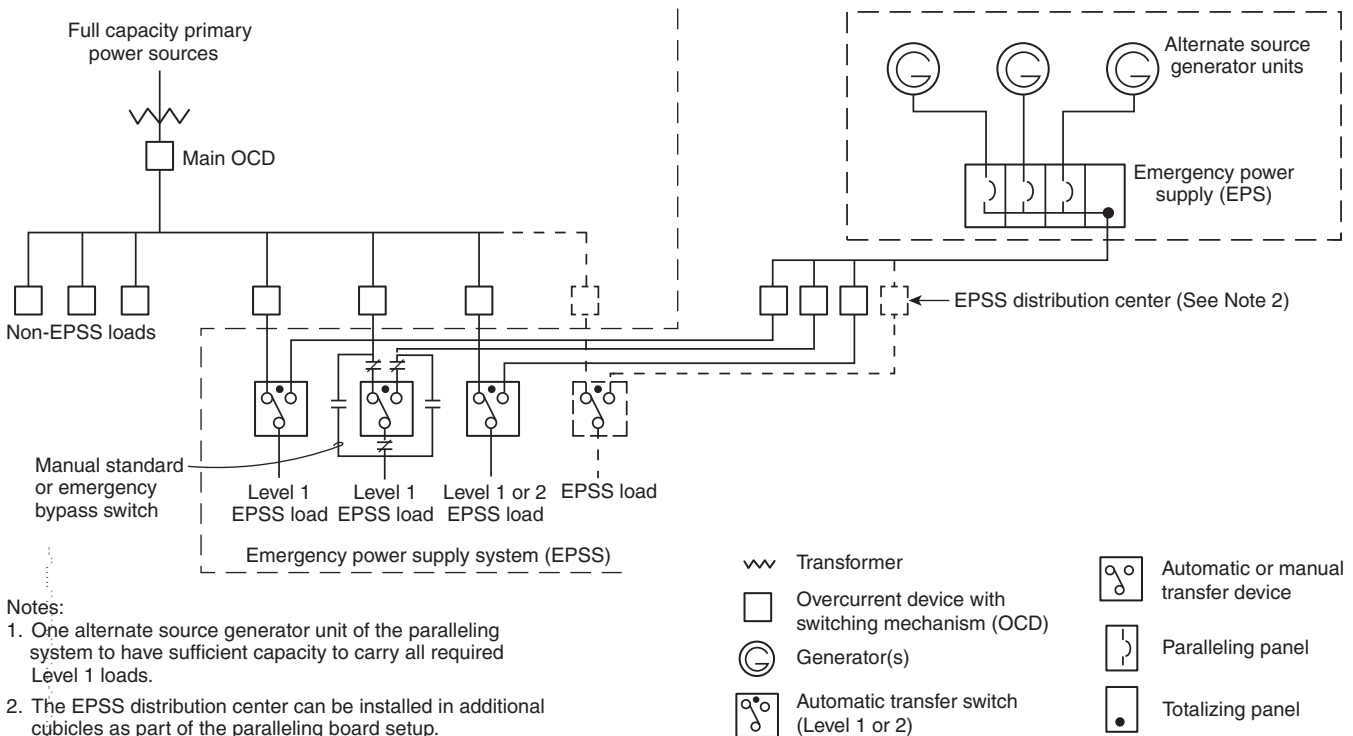 Full capacity primary
power sources
Main OCD
Alternate source
generator units
Emergency power
supply (EPS)
Non-EPSS loads
EPSS distribution center (See Note 2)
Manual standard
or emergency
bypass switch
Level 1
EPSS load
Level 1
EPSS load
Level 1 or 2
EPSS load
EPSS load
Emergency power supply system (EPSS)
Notes:
1. One alternate source generator unit of the paralleling
system to have sufficient capacity to carry all required
Level 1 loads.
2. The EPSS distribution center can be installed in additional
cubicles as part of the paralleling board setup.
Transformer
Overcurrent device with
switching mechanism (OCD)
G
Generator(s)
Automatic transfer switch
(Level 1 or 2)
Automatic or manual
transfer device
Paralleling panel
Totalizing panel